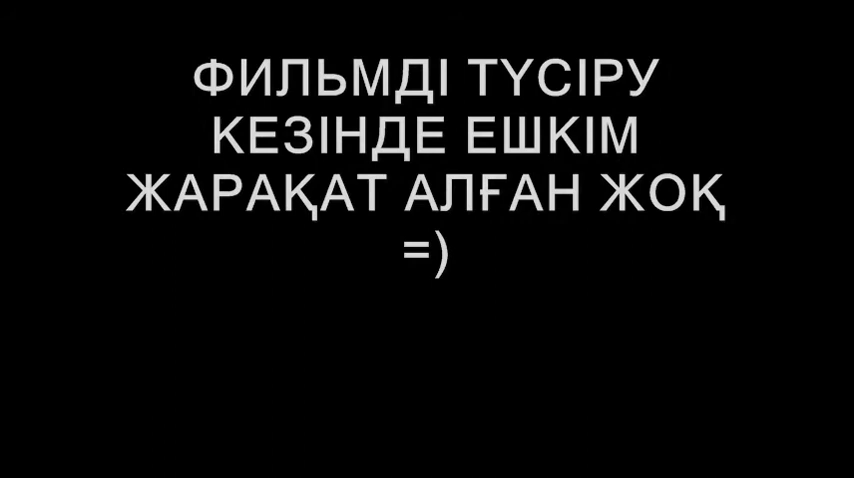 ФИЛЬМДІ ТҮСІРУ
КЕЗІНДЕ ЕШКІМ
ЖАРАҚАТ АЛҒАН ЖОҚ
=)